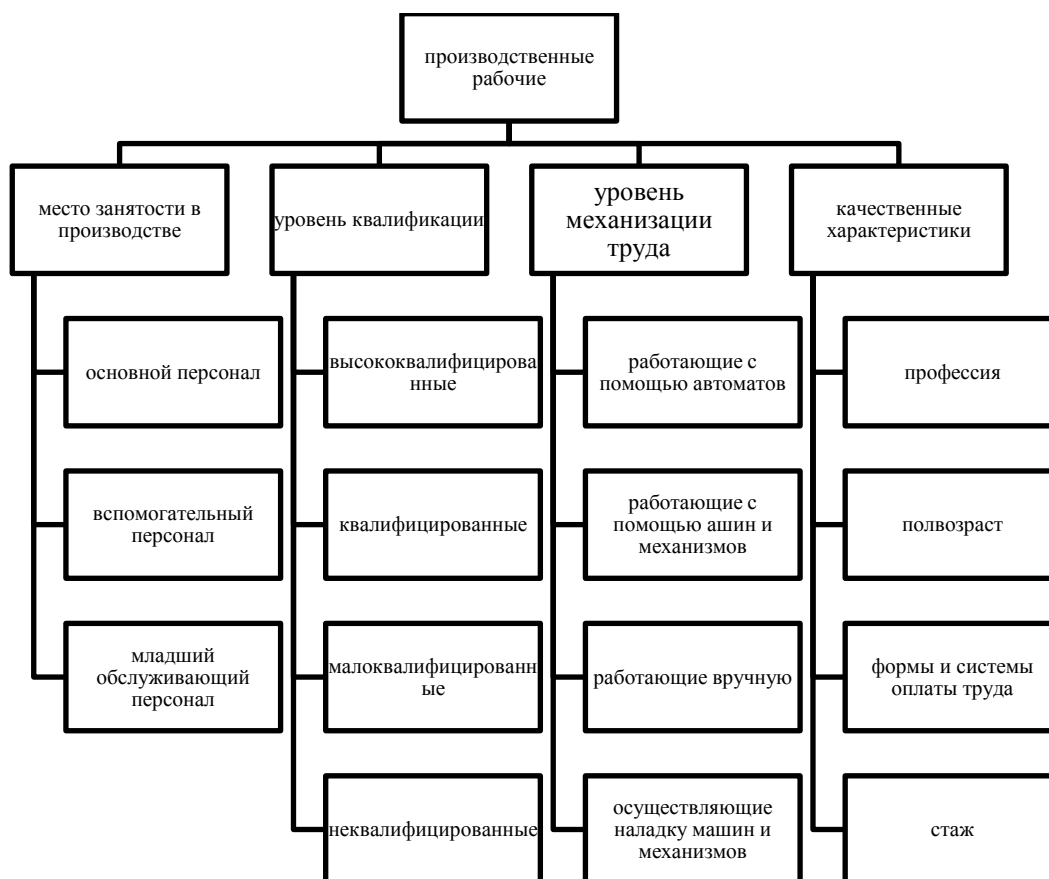 производственные
рабочие
место занятости в
производстве
основной персонал
вспомогательный
персонал
младший
обслуживающий
персонал
уровень квалификации
высококвалифицирова
нные
квалифицированные
малоквалифицирован
ные
неквалифицированные
уровень
механизации
труда
работающие с
помощью автоматов
работающие с
помощью ашин и
механизмов
работающие вручную
осуществляющие
наладку машин и
механизмов
качественные
характеристики
профессия
полвозраст
формы и системы
оплаты труда
стаж